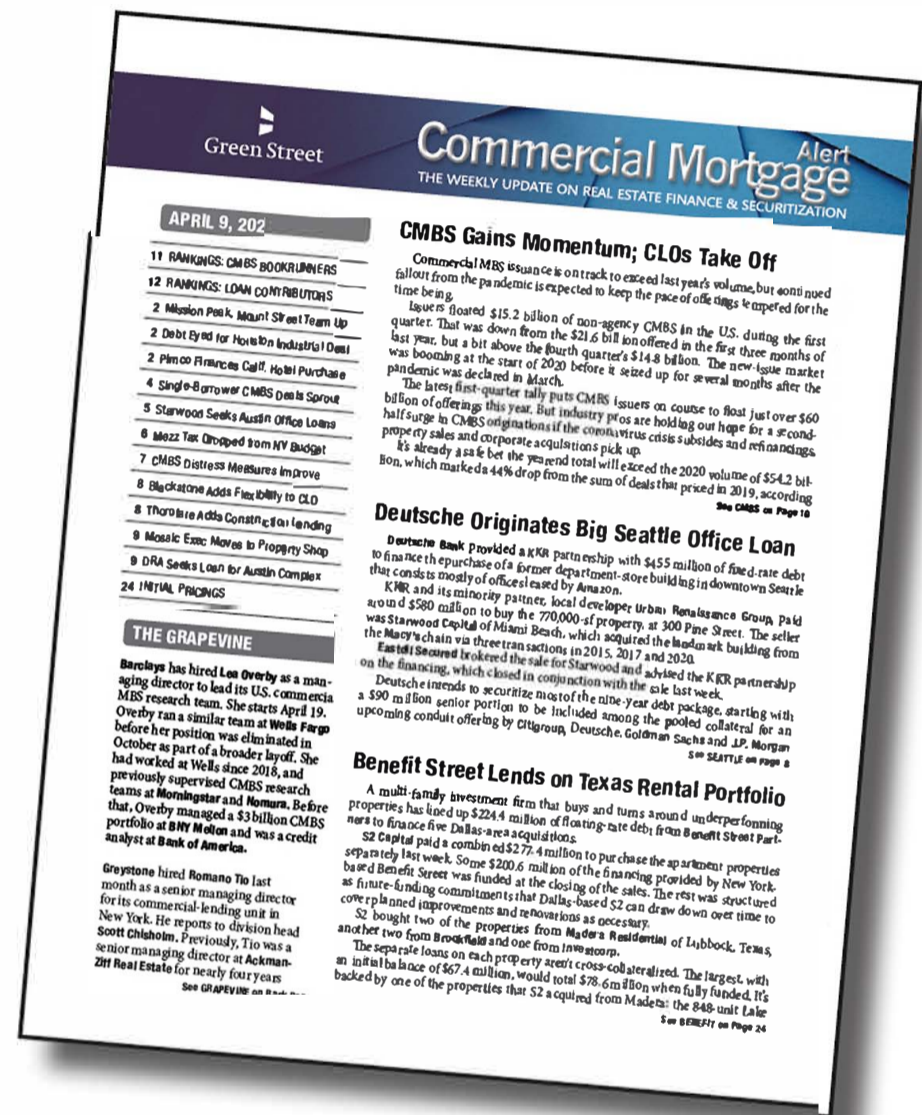 Green Street
Commercial Mortgage
Alert
THE WEEKLY UPDATE ON REAL ESTATE FINANCE & SECURITIZATION
APRIL 9, 202
11 RANKINGS: CMBS BOOKRUNNERS
12 RANKINGS: LOAN CONTRIBUTORS
2 Mission Peak, Mount Street Team Up
2 Debt Eyed for Houston Industrial Deal
2 Pimco Finances Calif. Hotel Purchase
4 Single-Borrower CMBS Deals Sprout
5 Starwood Seeks Austin Office Loans
6 Mezz Tax Dropped from NY Budget
7 CMBS Distress Measures Improve
8 Blackstone Adds Flexibility to CLO
8 Thorofare Adds Construction Lending
9 Mosaic Exec Moves to Property Shop
9 DRA Seeks Loan for Austin Complex
24 INITIAL PRICINGS
THE GRAPEVINE
Barclays has hired Lea Overby as a man-
aging director to lead its U.S. commercia
MBS research team. She starts April 19.
Overby ran a similar team at Wells Fargo
before her position was eliminated in
October as part of a broader layoff. She
had worked at Wells since 2018, and
previously supervised CMBS research
teams at Morningstar and Nomura. Before
that, Overby managed a $3 billion CMBS
portfolio at BNY Mellon and was a credit
analyst at Bank of America.
Greystone hired Romano Tio last
month as a senior managing director
for its commercial-lending unit in
New York. He reports to division head
Scott Chisholm. Previously, Tio was a
senior managing director at Ackman-
Ziff Real Estate for nearly four years
See GRAPEVINE on Back
CMBS Gains Momentum; CLOs Take Off
Commercial MBS issuance is on track to exceed last year's volume, but continued
fallout from the pandemic is expected to keep the pace of offerings tempered for the
time being.
Issuers floated $15.2 billion of non-agency CMBS in the U.S. during the first
quarter. That was down from the $21.6 billion offered in the first three months of
last year, but a bit above the fourth quarter's $14.8 billion. The new-issue market
was booming at the start of 2020 before it seized up for several months after the
pandemic was declared in March.
The latest first-quarter tally puts CMBS issuers on course to float just over $60
billion of offerings this year. But industry pros are holding out hope for a second-
half surge in CMBS originations if the coronavirus crisis subsides and refinancings,
property sales and corporate acquisitions pick up.
It's already a safe bet the yearend total will exceed the 2020 volume of $54.2 bil-
lion, which marked a 44% drop from the sum of deals that priced in 2019, according
See CMBS on Page 10
Deutsche Originates Big Seattle Office Loan
Deutsche Bank provided a KKR partnership with $455 million of fixed-rate debt
to finance the purchase of a former department-store building in downtown Seattle
that consists mostly of offices leased by Amazon.
KKR and its minority partner, local developer Urban Renaissance Group, paid
around $580 million to buy the 770,000-sf property, at 300 Pine Street. The seller
was Starwood Capital of Miami Beach, which acquired the landmark building from
the Macy's chain via three transactions in 2015, 2017 and 2020.
Eastdil Secured brokered the sale for Starwood and advised the KKR partnership
on the financing, which closed in conjunction with the sale last week.
Deutsche intends to securitize most of the nine-year debt package, starting with
a $90 million senior portion to be included among the pooled collateral for an
upcoming conduit offering by Citigroup, Deutsche, Goldman Sachs and J.P. Morgan
See SEATTLE on Page 8
Benefit Street Lends on Texas Rental Portfolio
A multi-family investment firm that buys and turns around underperforming
properties has lined up $224.4 million of floating-rate debt from Benefit Street Part-
ners to finance five Dallas-area acquisitions.
S2 Capital paid a combined $277.4 million to purchase the apartment properties
separately last week. Some $200.6 million of the financing provided by New York-
based Benefit Street was funded at the closing of the sales. The rest was structured
as future-funding commitments that Dallas-based S2 can draw down over time to
cover planned improvements and renovations as necessary.
S2 bought two of the properties from Madera Residential of Lubbock, Texas,
another two from Brookfield and one from Investcorp.
The separate loans on each property aren't cross-collateralized. The largest, with
an initial balance of $67.4 million, would total $78.6 million when fully funded. It's
backed by one of the properties that S2 acquired from Madera: the 848-unit Lake
See BENEFIT on Page 24